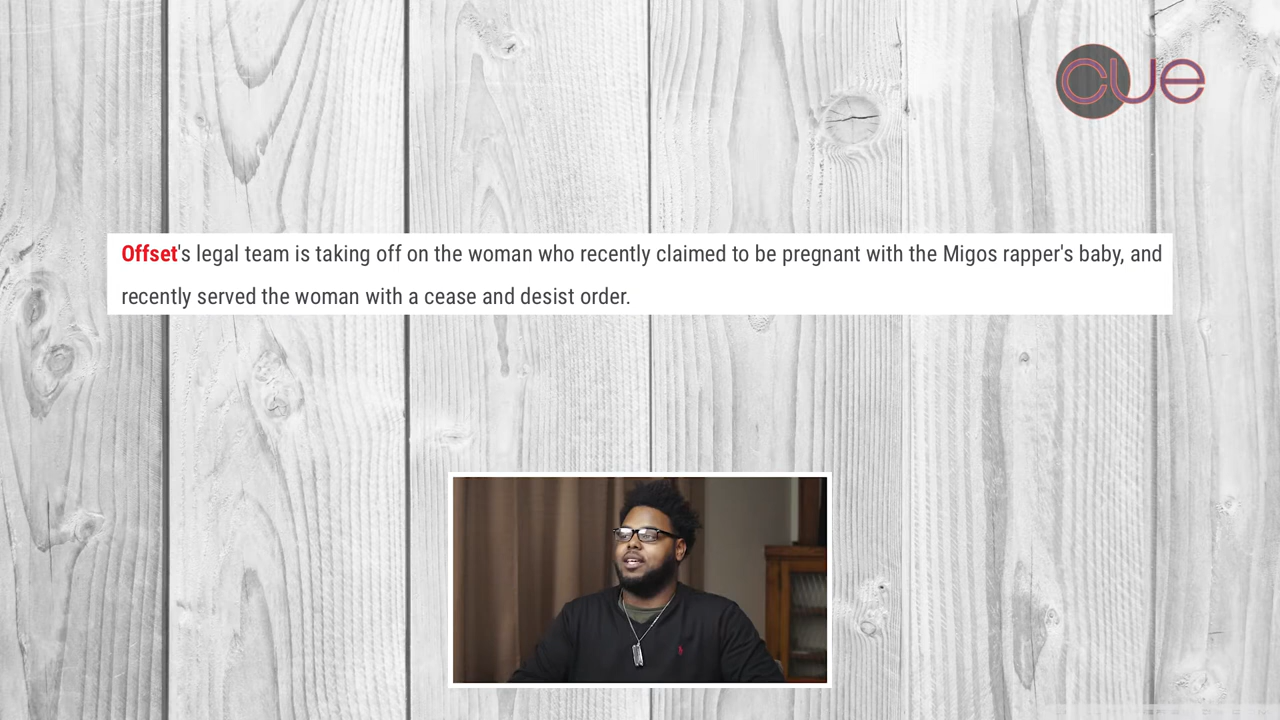 cue
Offset's legal team is taking off on the woman who recently claimed to be pregnant with the Migos rapper's baby, and
recently served the woman with a cease and desist order.